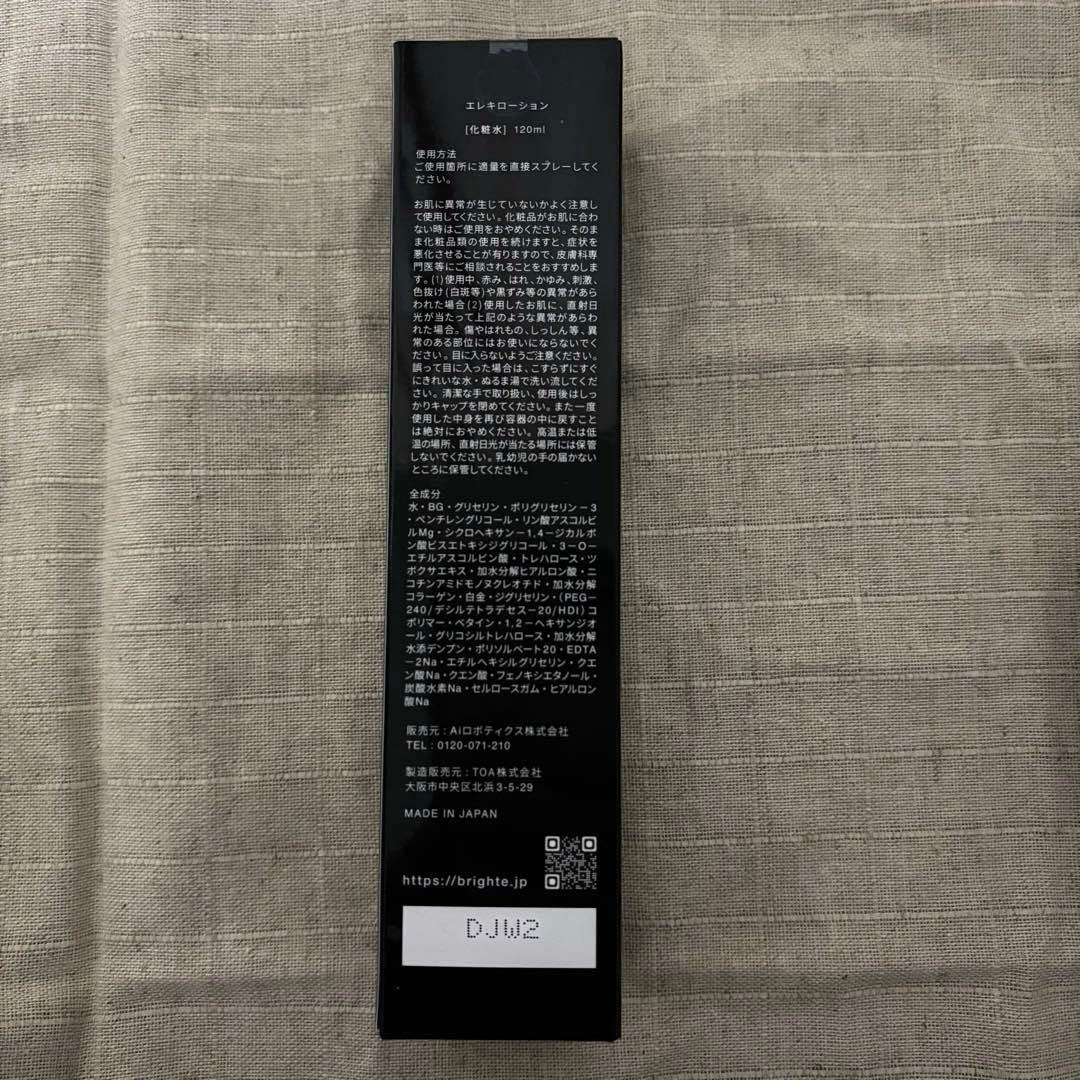 エレキローション
[化粧水] 120ml
使用方法
ご使用箇所に適量を直接スプレーしてく
ださい。
お肌に異常が生じていないかよく注意し
て使用してください。化粧品がお肌に合わ
ない時はご使用をおやめください。そのま
ま化粧品類の使用を続けますと、症状を
悪化させることが有りますので、皮膚科専
門医等にご相談されることをおすすめしま
す。(1)使用中、赤み、はれ、かゆみ、刺激、
色抜け(白斑等)や黒ずみ等の異常があら
われた場合(2)使用したお肌に、直射日
光が当たって上記のような異常があらわ
れた場合。傷やはれもの、しっしん等、異
常のある部位にはお使いにならないでく
ださい。目に入らないようご注意ください。
誤って目に入った場合は、こすらずにすぐ
にきれいな水・ぬるま湯で洗い流してくだ
さい。清潔な手で取り扱い、使用後はしっ
かりキャップを閉めてください。また一度
使用した中身を再び容器の中に戻すこと
は絶対におやめください。高温または低
温の場所、直射日光が当たる場所には保管
しないでください。乳幼児の手の届かない
ところに保管してください。
全成分
水・BG・グリセリン・ポリグリセリン－3
・ペンチレングリコール・リン酸アスコルビ
ルMg・シクロヘキサン－1,4－ジカルボ
ン酸ビスエトキシジグリコール・3－O－
エチルアスコルビン酸・トレハロース・ツ
ボクサエキス・加水分解ヒアルロン酸・ニ
コチンアミドモノヌクレオチド・加水分解
コラーゲン・白金・ジグリセリン・(PEG－
240/デシルテトラデセス－20/HDI)コ
ポリマー・ベタイン・1,2－ヘキサンジオ
ール・グリコシルトレハロース・加水分解
水添デンプン・ポリソルベート20・EDTA
－2Na・エチルヘキシルグリセリン・クエ
ン酸Na・クエン酸・フェノキシエタノール・
炭酸水素Na・セルロースガム・ヒアルロン
酸Na
販売元：Aiロボティクス株式会社
TEL：0120-071-210
製造販売元：TOA株式会社
大阪市中央区北浜3-5-29
MADE IN JAPAN
https://brighte.jp
DJW2